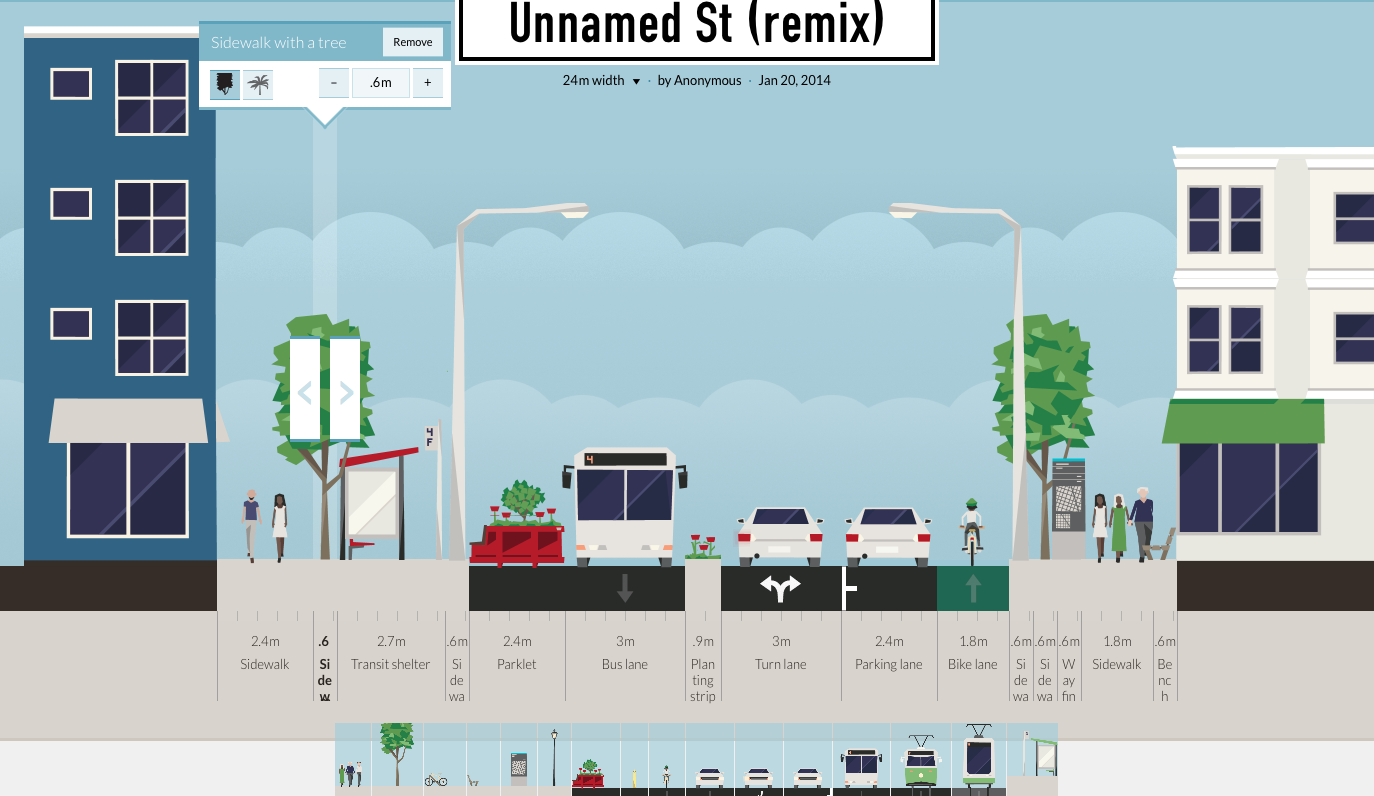 Unnamed St (remix)
24m width · by Anonymous · Jan 20, 2014
Sidewalk with a tree
Remove
– .6m +
4
F
4
2.4m
Sidewalk
.6
Si
de
w
2.7m
Transit shelter
.6m
Si
de
wa
2.4m
Parklet
3m
Bus lane
.9m
Plan
ting
strip
3m
Turn lane
2.4m
Parking lane
1.8m
Bike lane
.6m
Si
de
wa
.6m
Si
de
wa
.6m
W
ay
fin
1.8m
Sidewalk
.6m
Be
nc
h